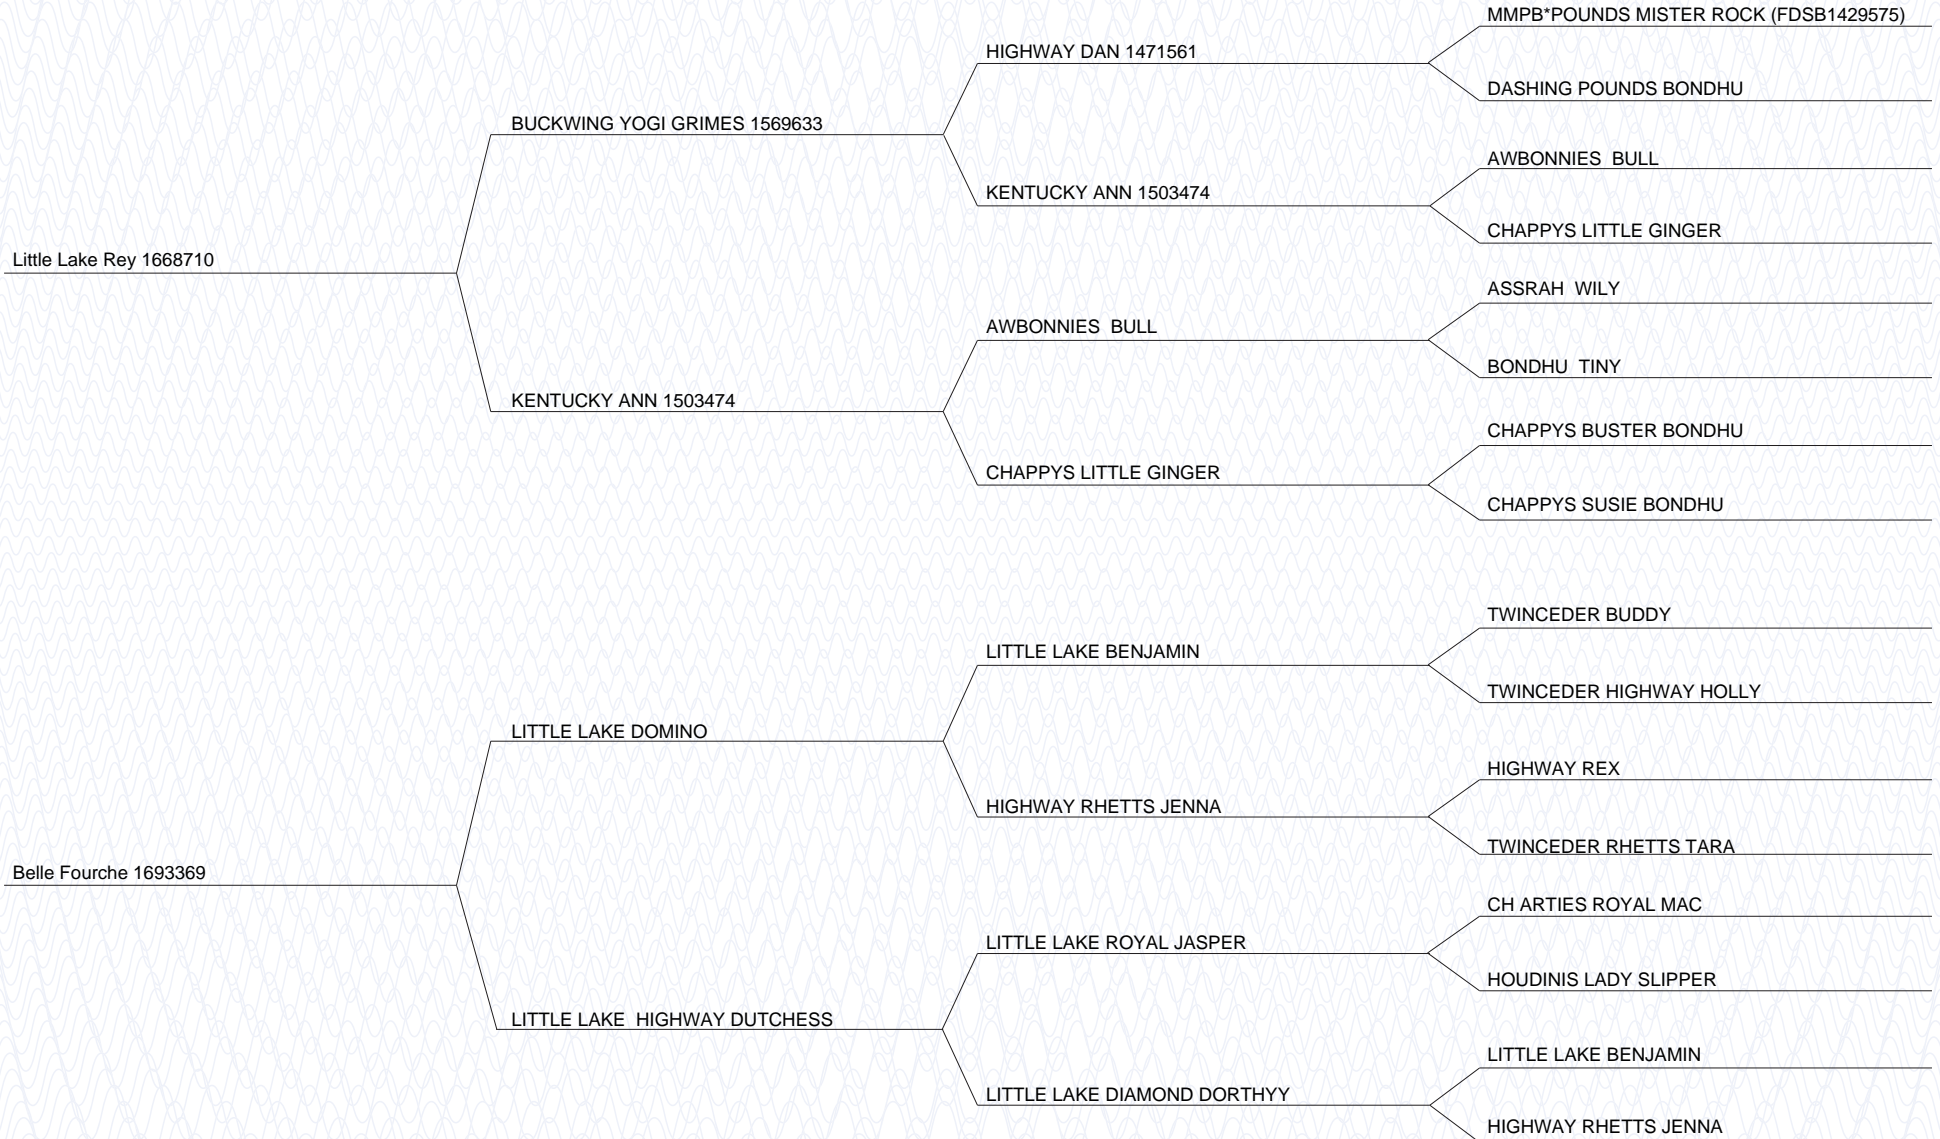 MMPB*POUNDS MISTER ROCK (FDSB1429575)
HIGHWAY DAN 1471561
DASHING POUNDS BONDHU
BUCKWING YOGI GRIMES 1569633
AWBONNIES  BULL
KENTUCKY ANN 1503474
CHAPPYS LITTLE GINGER
Little Lake Rey 1668710
ASSRAH  WILY
AWBONNIES  BULL
BONDHU  TINY
KENTUCKY ANN 1503474
CHAPPYS BUSTER BONDHU
CHAPPYS LITTLE GINGER
CHAPPYS SUSIE BONDHU
TWINCEDER BUDDY
LITTLE LAKE BENJAMIN
TWINCEDER HIGHWAY HOLLY
LITTLE LAKE DOMINO
HIGHWAY REX
HIGHWAY RHETTS JENNA
TWINCEDER RHETTS TARA
Belle Fourche 1693369
CH ARTIES ROYAL MAC
LITTLE LAKE ROYAL JASPER
HOUDINIS LADY SLIPPER
LITTLE LAKE  HIGHWAY DUTCHESS
LITTLE LAKE BENJAMIN
LITTLE LAKE DIAMOND DORTHYY
HIGHWAY RHETTS JENNA